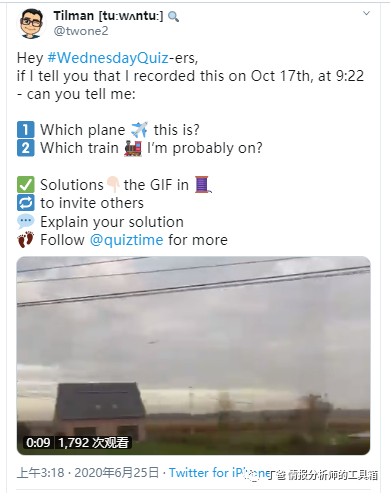 Tilman [tuːwʌntuː] 🔍
@twone2
Hey #WednesdayQuiz-ers,
if I tell you that I recorded this on Oct 17th, at 9:22
- can you tell me:
1️⃣ Which plane ✈️ this is?
2️⃣ Which train 🚂 I'm probably on?
✅ Solutions👇🏻the GIF in 🧵
🔁 to invite others
💬 Explain your solution
👣 Follow @quiztime for more
0:09 1,792 次观看
上午3:18 · 2020年6月25日 · Twitter for iPhone
丁爸 情报分析师的工具箱